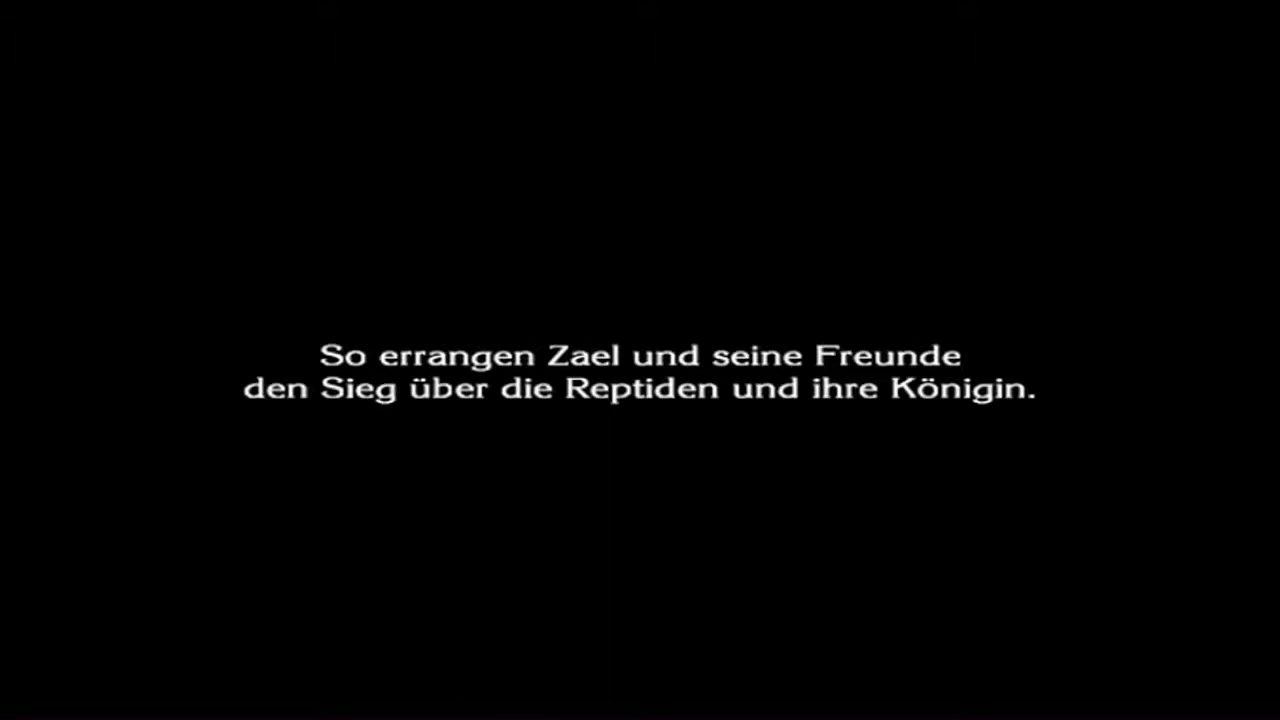 So errangen Zael und seine Freunde
den Sieg über die Reptiden und ihre Königin.